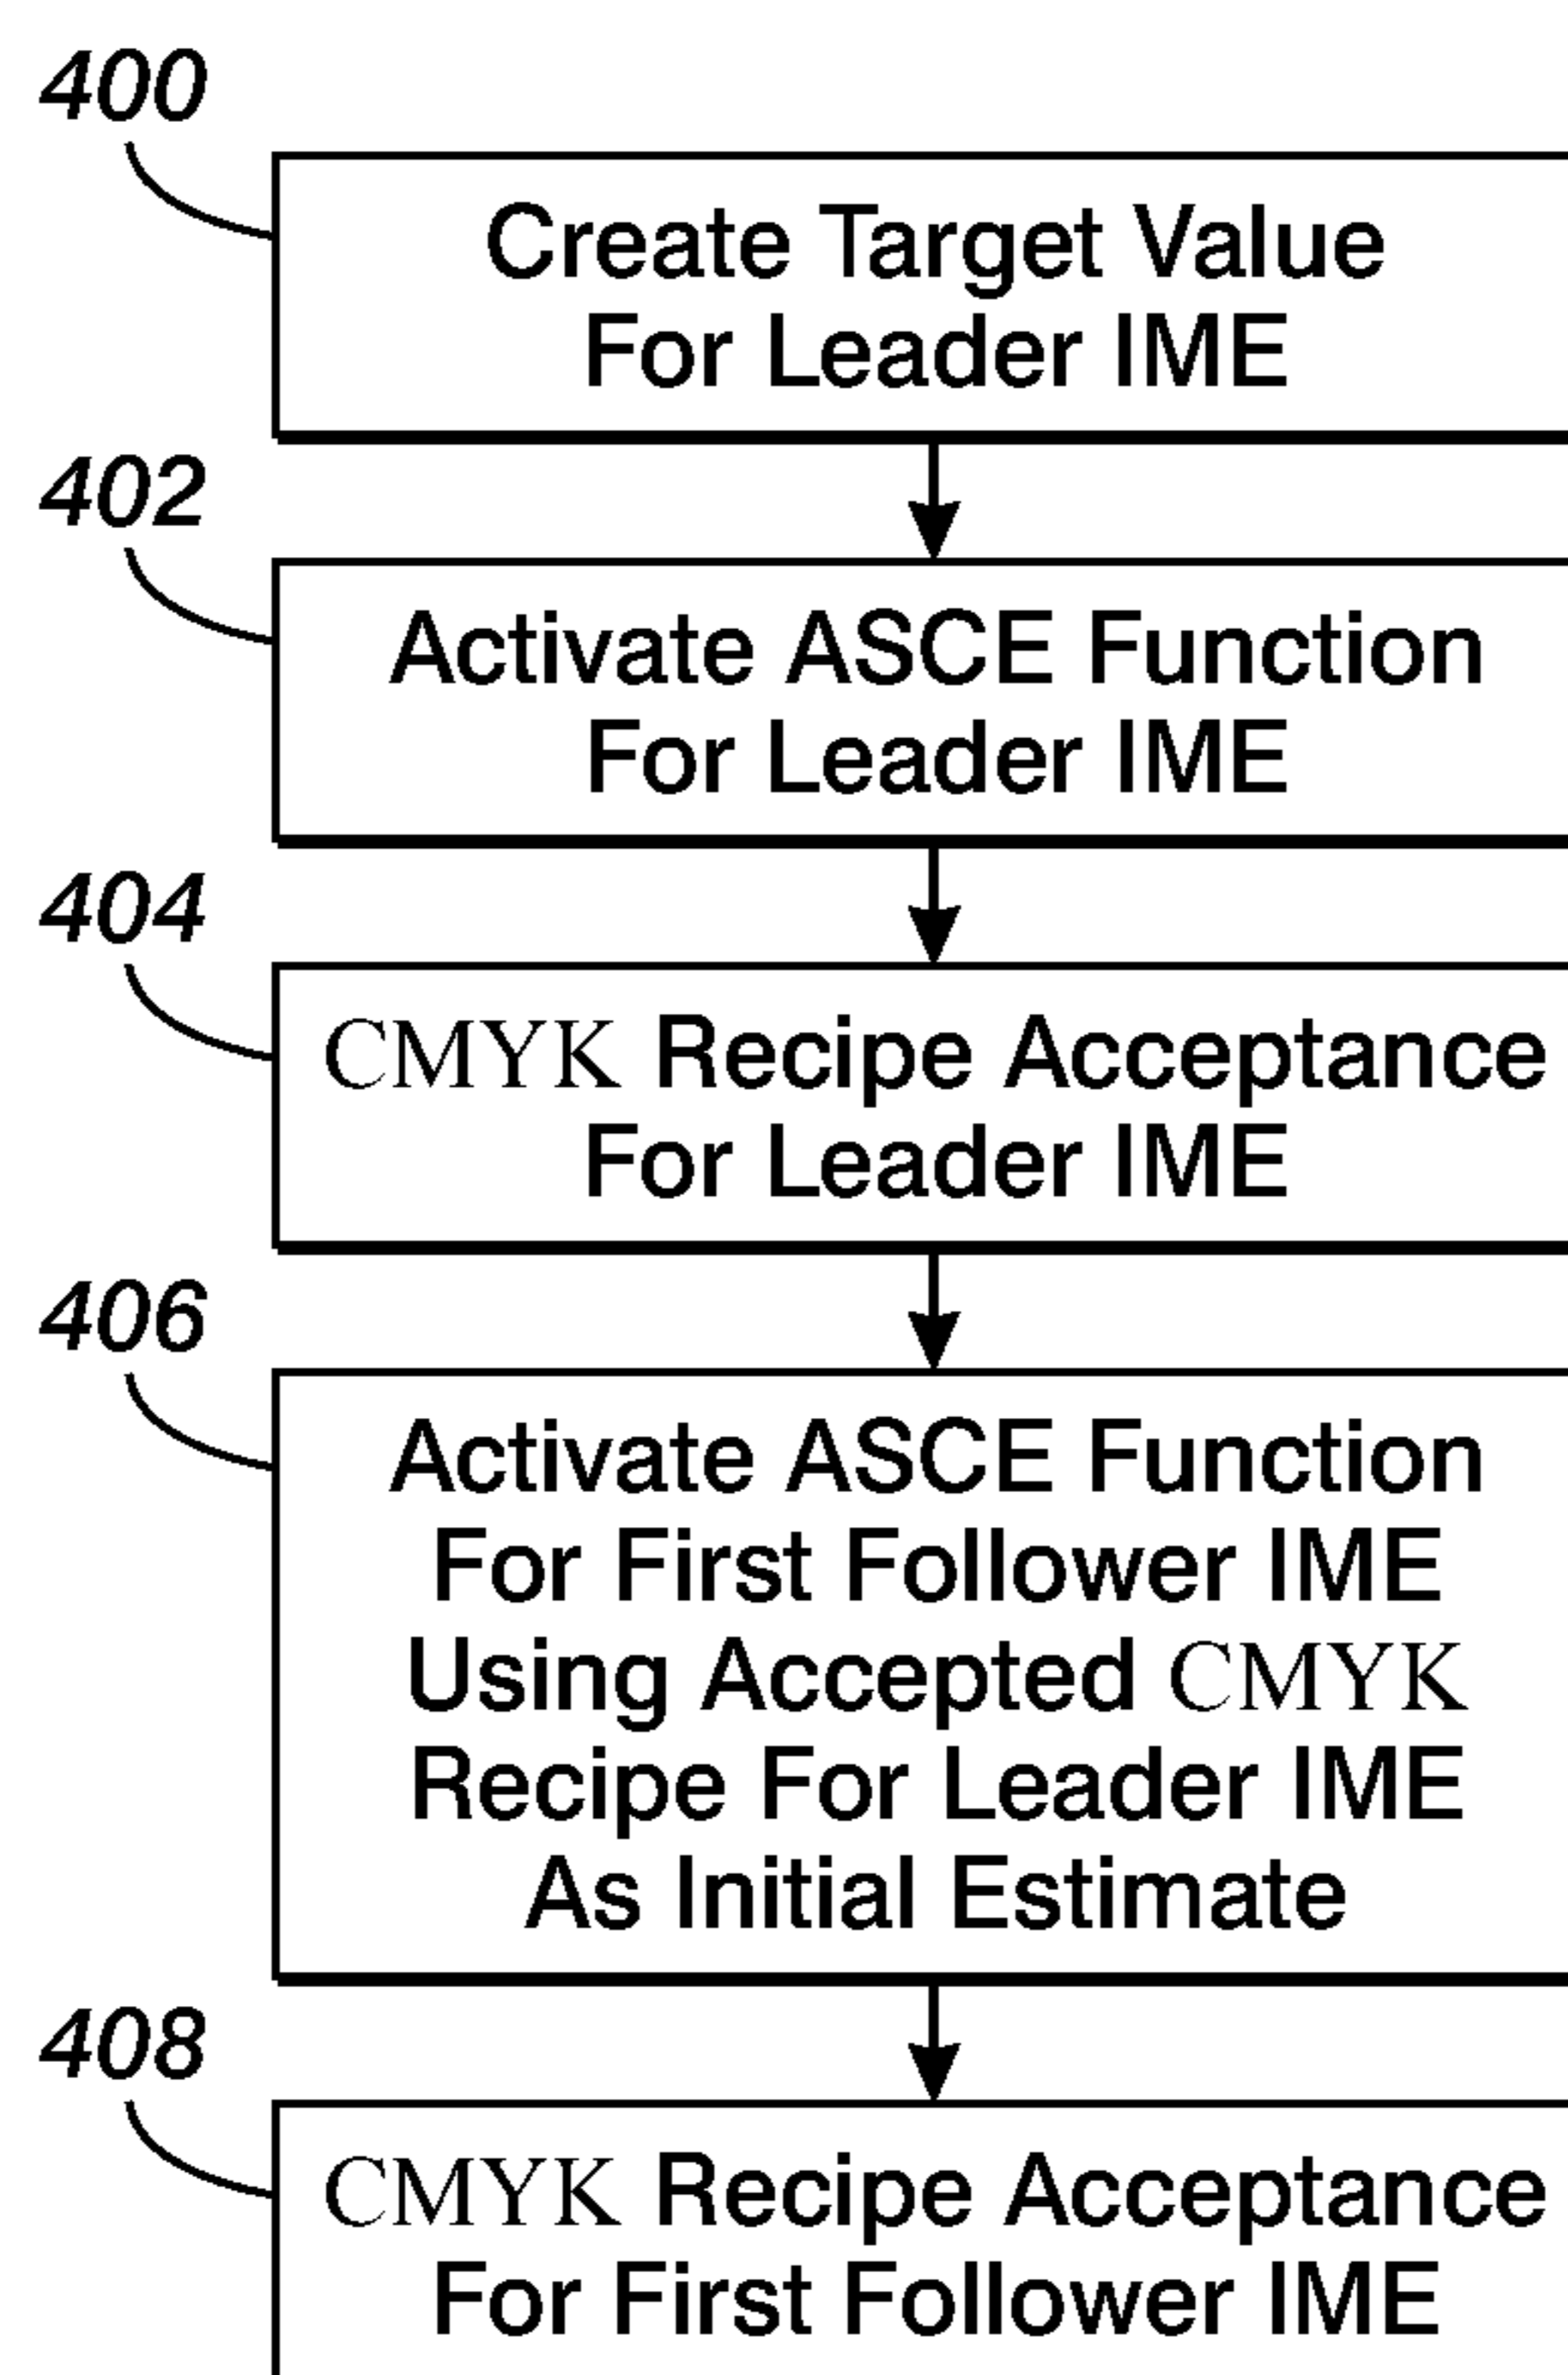 400
Create Target Value
For Leader IME
402
Activate ASCE Function
For Leader IME
404
CMYK Recipe Acceptance
For Leader IME
406
Activate ASCE Function
For First Follower IME
Using Accepted CMYK
Recipe For Leader IME
As Initial Estimate
408
CMYK Recipe Acceptance
For First Follower IME